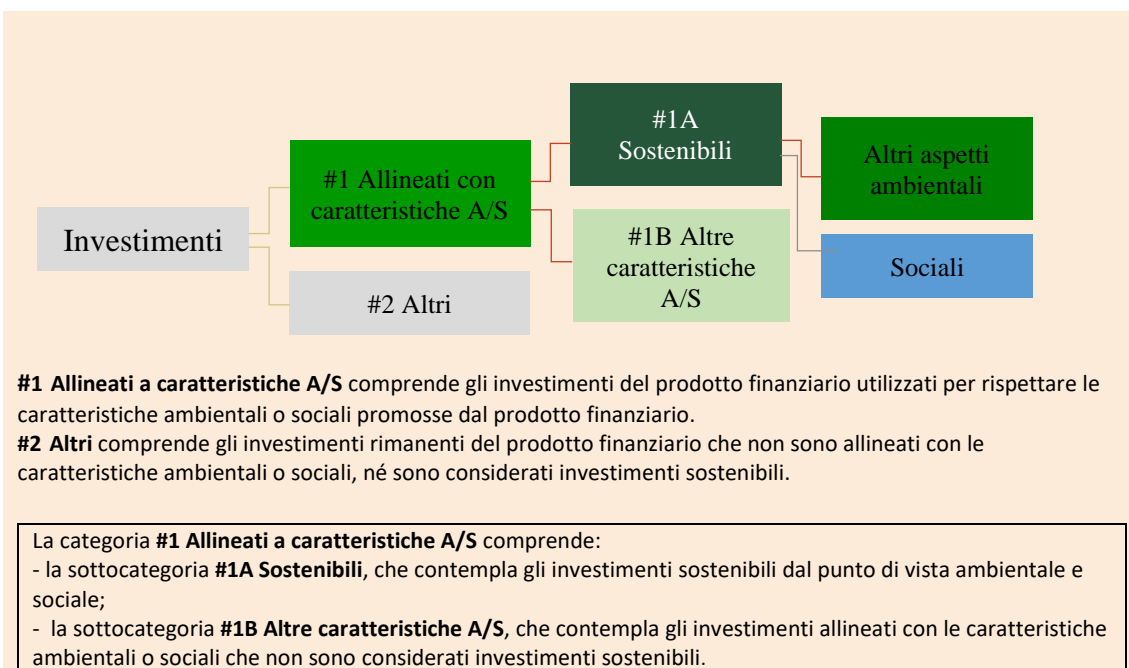 #1A
Sostenibili
Altri aspetti
ambientali
#1 Allineati con
caratteristiche A/S
Investimenti
#1B Altre
caratteristiche
A/S
Sociali
#2 Altri
#1 Allineati a caratteristiche A/S comprende gli investimenti del prodotto finanziario utilizzati per rispettare le
caratteristiche ambientali o sociali promosse dal prodotto finanziario.
#2 Altri comprende gli investimenti rimanenti del prodotto finanziario che non sono allineati con le
caratteristiche ambientali o sociali, né sono considerati investimenti sostenibili.
La categoria #1 Allineati a caratteristiche A/S comprende:
- la sottocategoria #1A Sostenibili, che contempla gli investimenti sostenibili dal punto di vista ambientale e
sociale;
- la sottocategoria #1B Altre caratteristiche A/S, che contempla gli investimenti allineati con le caratteristiche
ambientali o sociali che non sono considerati investimenti sostenibili.